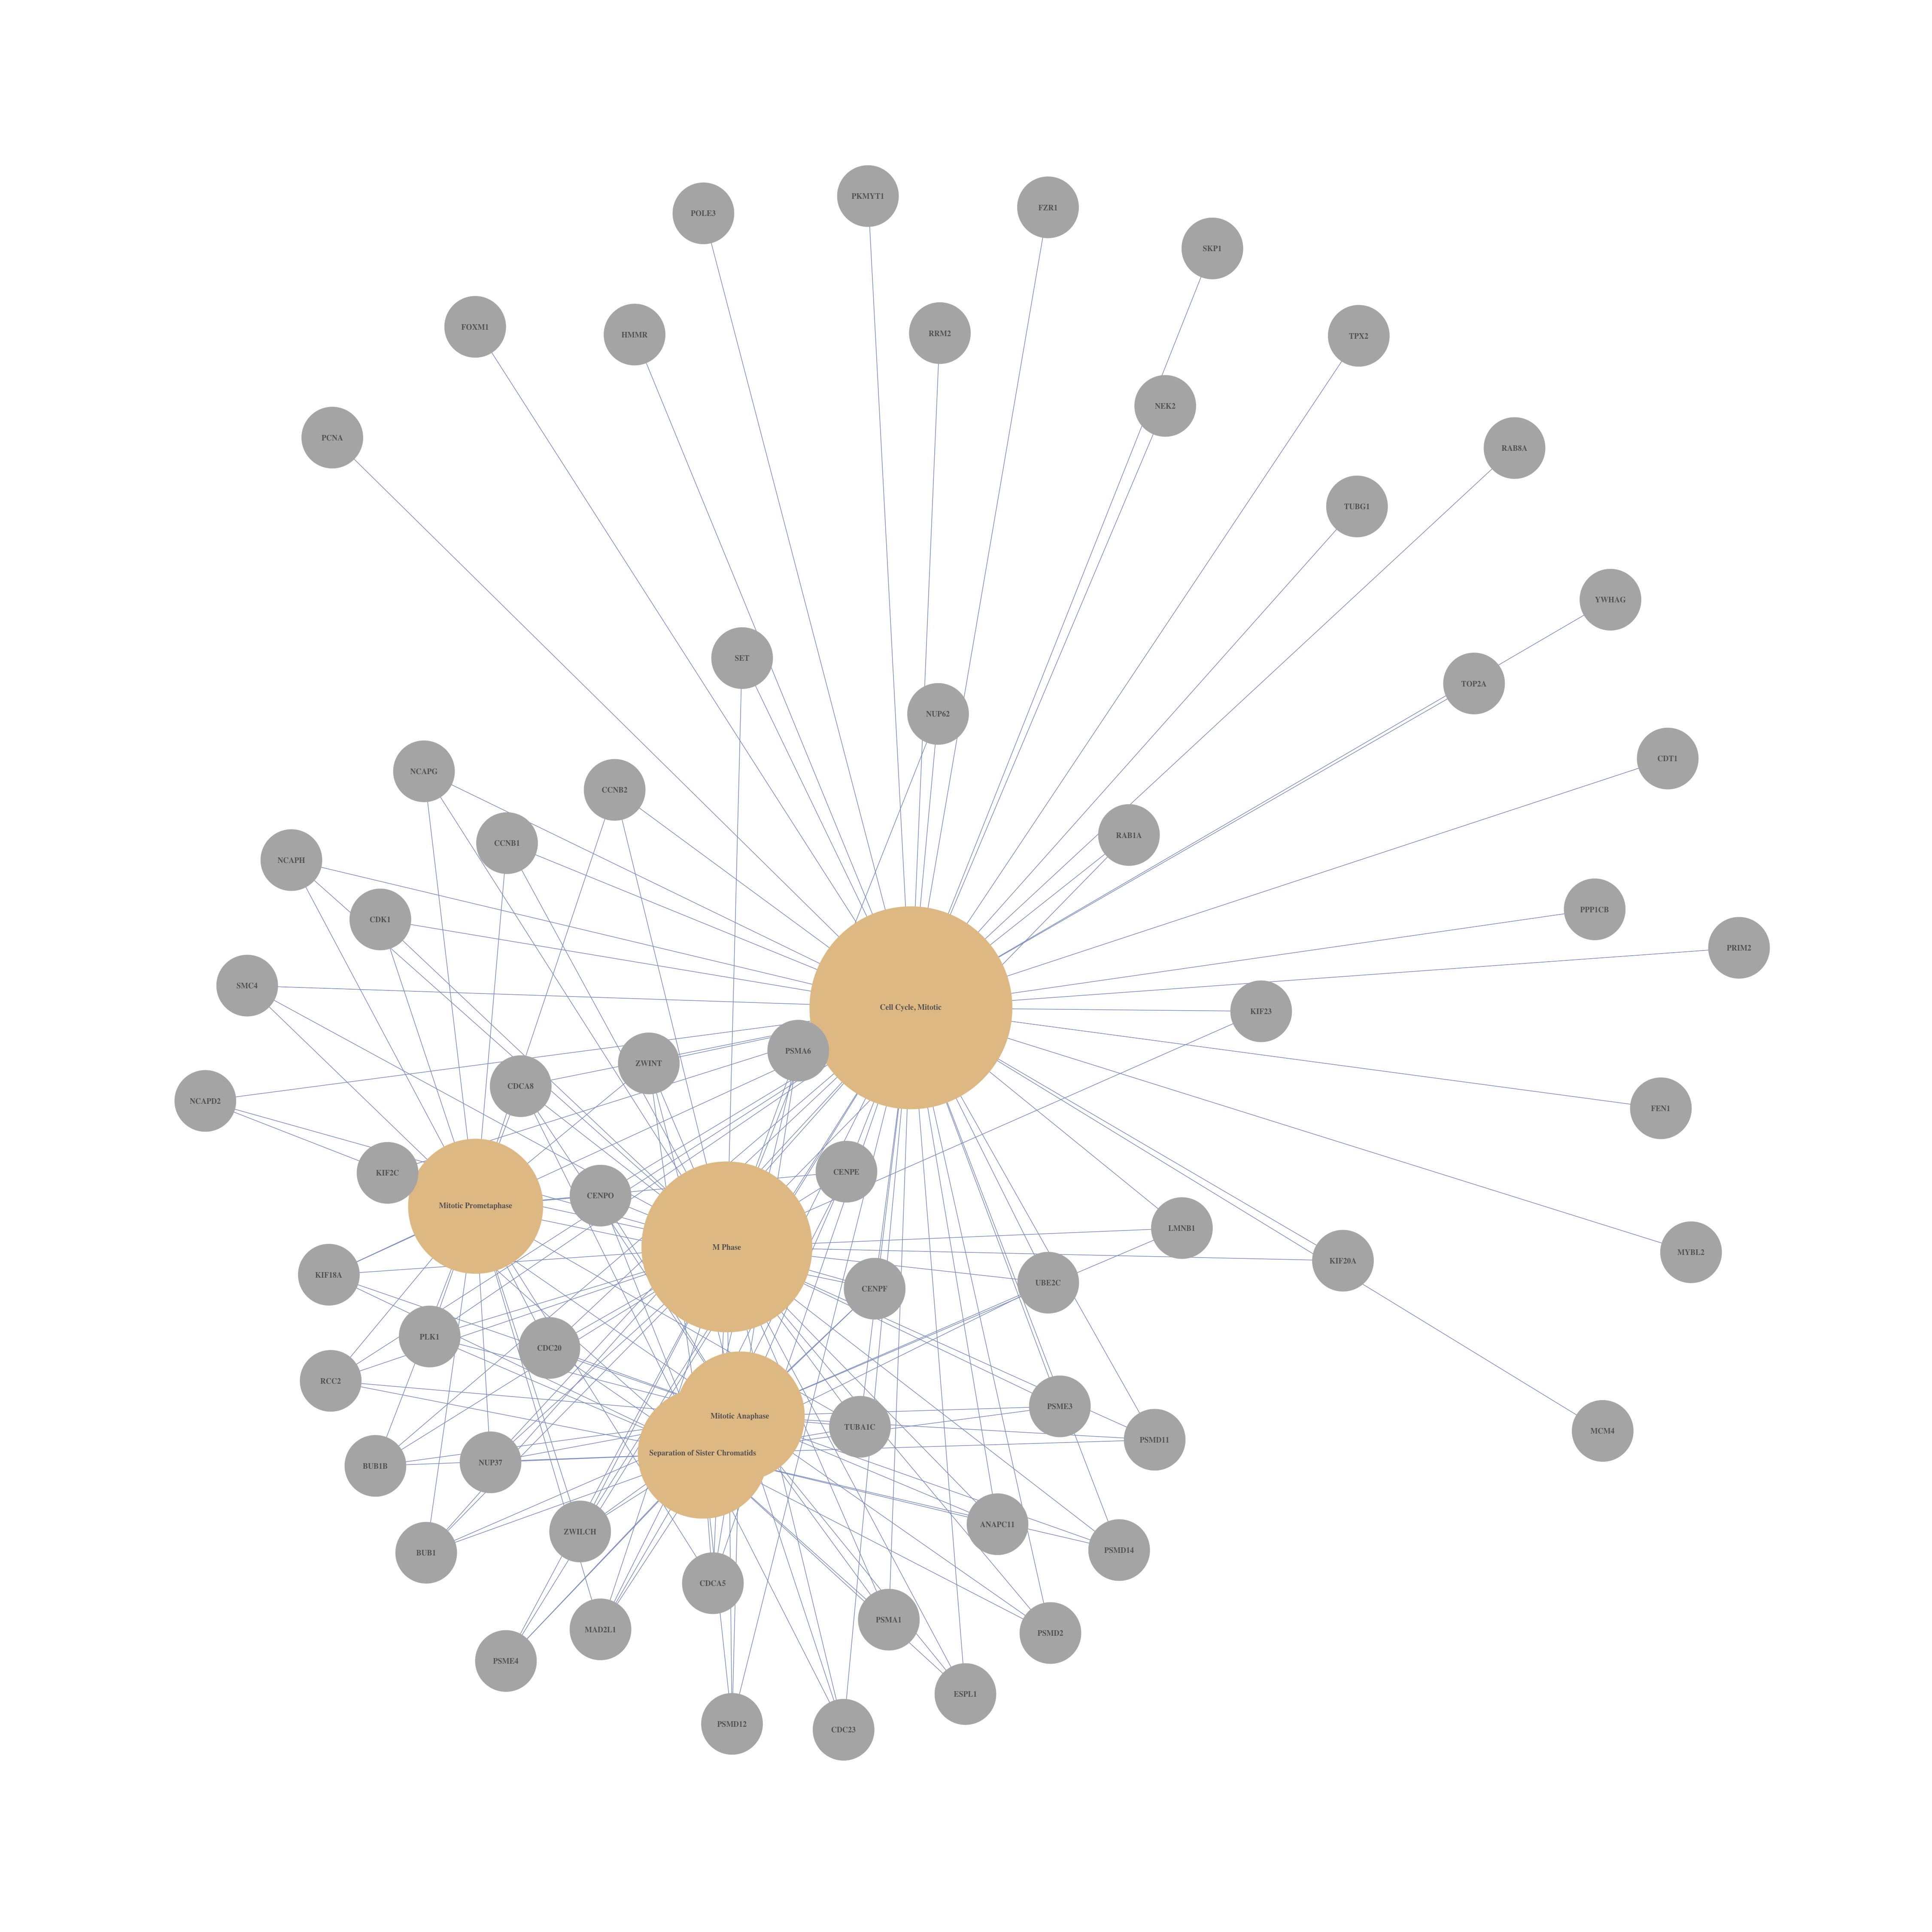 PKMYT1
FZR1
POLE3
SKP1
FOXM1
HMMR
RRM2
TPX2
NEK2
PCNA
RAB8A
TUBG1
YWHAG
SET
TOP2A
NUP62
CDT1
NCAPG
CCNB2
RAB1A
CCNB1
NCAPH
PPP1CB
CDK1
PRIM2
SMC4
Cell Cycle, Mitotic
KIF23
PSMA6
ZWINT
CDCA8
NCAPD2
FEN1
KIF2C
CENPE
CENPO
Mitotic Prometaphase
LMNB1
M Phase
MYBL2
KIF20A
KIF18A
UBE2C
CENPF
PLK1
CDC20
RCC2
PSME3
Mitotic Anaphase
TUBA1C
MCM4
PSMD11
Separation of Sister Chromatids
NUP37
BUB1B
ANAPC11
ZWILCH
PSMD14
BUB1
CDCA5
PSMA1
MAD2L1
PSMD2
PSME4
ESPL1
PSMD12
CDC23